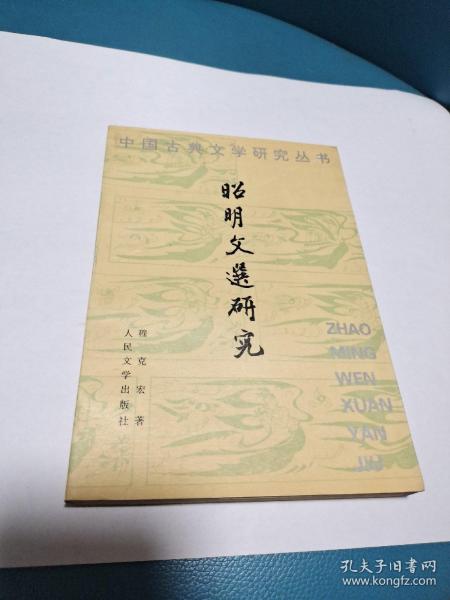 中国古典文学研究丛书
昭明文選研究
穆克宏著
人民文学出版社
ZHAO
MING
WEN
XUAN
YAN
JIU
孔夫子旧书网
www.kongfz.com